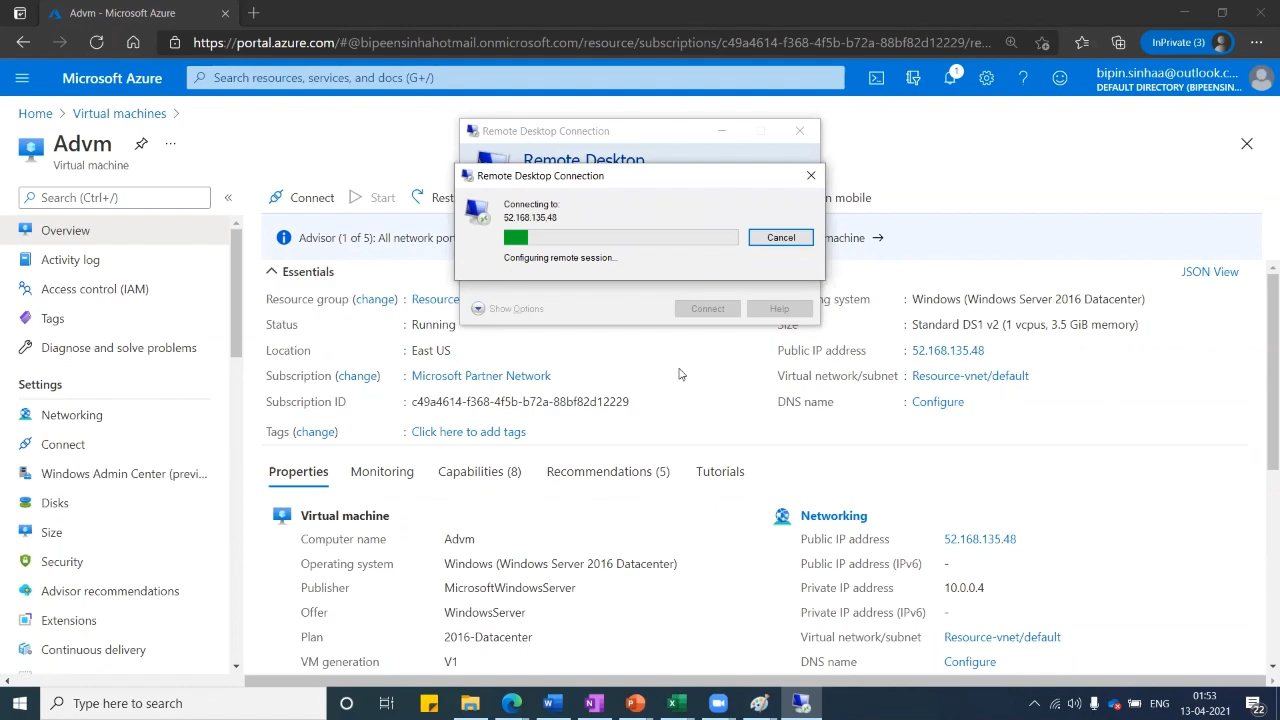 Advm - Microsoft Azure
https://portal.azure.com/#@bipeensinhahotmail.onmicrosoft.com/resource/subscriptions/c49a4614-f368-4f5b-b72a-88bf82d12229/re...
InPrivate (3)
Microsoft Azure
Search resources, services, and docs (G+/)
1
bipin.sinhaa@outlook.c...
DEFAULT DIRECTORY (BIPEENSIN...
Home > Virtual machines >
Advm
Virtual machine
Search (Ctrl+/)
Overview
Activity log
Access control (IAM)
Tags
Diagnose and solve problems
Settings
Networking
Connect
Windows Admin Center (previ...
Disks
Size
Security
Advisor recommendations
Extensions
Continuous delivery
Connect Start Rest
n mobile
Advisor (1 of 5): All network por
machine →
Remote Desktop Connection
Remote Desktop
Remote Desktop Connection
Connecting to:
52.168.135.48
Cancel
Configuring remote session...
Show Options
Connect
Help
Essentials
JSON View
Resource group (change) : Resource
Status : Running
Location : East US
Subscription (change) : Microsoft Partner Network
Subscription ID : c49a4614-f368-4f5b-b72a-88bf82d12229
Tags (change) : Click here to add tags
ng system : Windows (Windows Server 2016 Datacenter)
Size : Standard DS1 v2 (1 vcpus, 3.5 GiB memory)
Public IP address : 52.168.135.48
Virtual network/subnet : Resource-vnet/default
DNS name : Configure
Properties Monitoring Capabilities (8) Recommendations (5) Tutorials
Virtual machine
Computer name Advm
Operating system Windows (Windows Server 2016 Datacenter)
Publisher MicrosoftWindowsServer
Offer WindowsServer
Plan 2016-Datacenter
VM generation V1
Networking
Public IP address 52.168.135.48
Public IP address (IPv6) -
Private IP address 10.0.0.4
Private IP address (IPv6) -
Virtual network/subnet Resource-vnet/default
DNS name Configure
Type here to search
ENG
01:53
13-04-2021
22